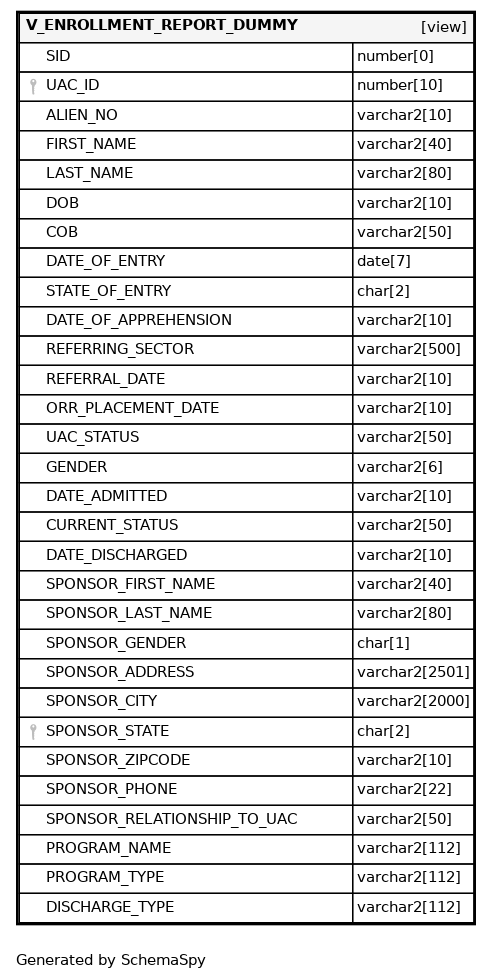 V_ENROLLMENT_REPORT_DUMMY [view]
SID number[0]
UAC_ID number[10]
ALIEN_NO varchar2[10]
FIRST_NAME varchar2[40]
LAST_NAME varchar2[80]
DOB varchar2[10]
COB varchar2[50]
DATE_OF_ENTRY date[7]
STATE_OF_ENTRY char[2]
DATE_OF_APPREHENSION varchar2[10]
REFERRING_SECTOR varchar2[500]
REFERRAL_DATE varchar2[10]
ORR_PLACEMENT_DATE varchar2[10]
UAC_STATUS varchar2[50]
GENDER varchar2[6]
DATE_ADMITTED varchar2[10]
CURRENT_STATUS varchar2[50]
DATE_DISCHARGED varchar2[10]
SPONSOR_FIRST_NAME varchar2[40]
SPONSOR_LAST_NAME varchar2[80]
SPONSOR_GENDER char[1]
SPONSOR_ADDRESS varchar2[2501]
SPONSOR_CITY varchar2[2000]
SPONSOR_STATE char[2]
SPONSOR_ZIPCODE varchar2[10]
SPONSOR_PHONE varchar2[22]
SPONSOR_RELATIONSHIP_TO_UAC varchar2[50]
PROGRAM_NAME varchar2[112]
PROGRAM_TYPE varchar2[112]
DISCHARGE_TYPE varchar2[112]
Generated by SchemaSpy